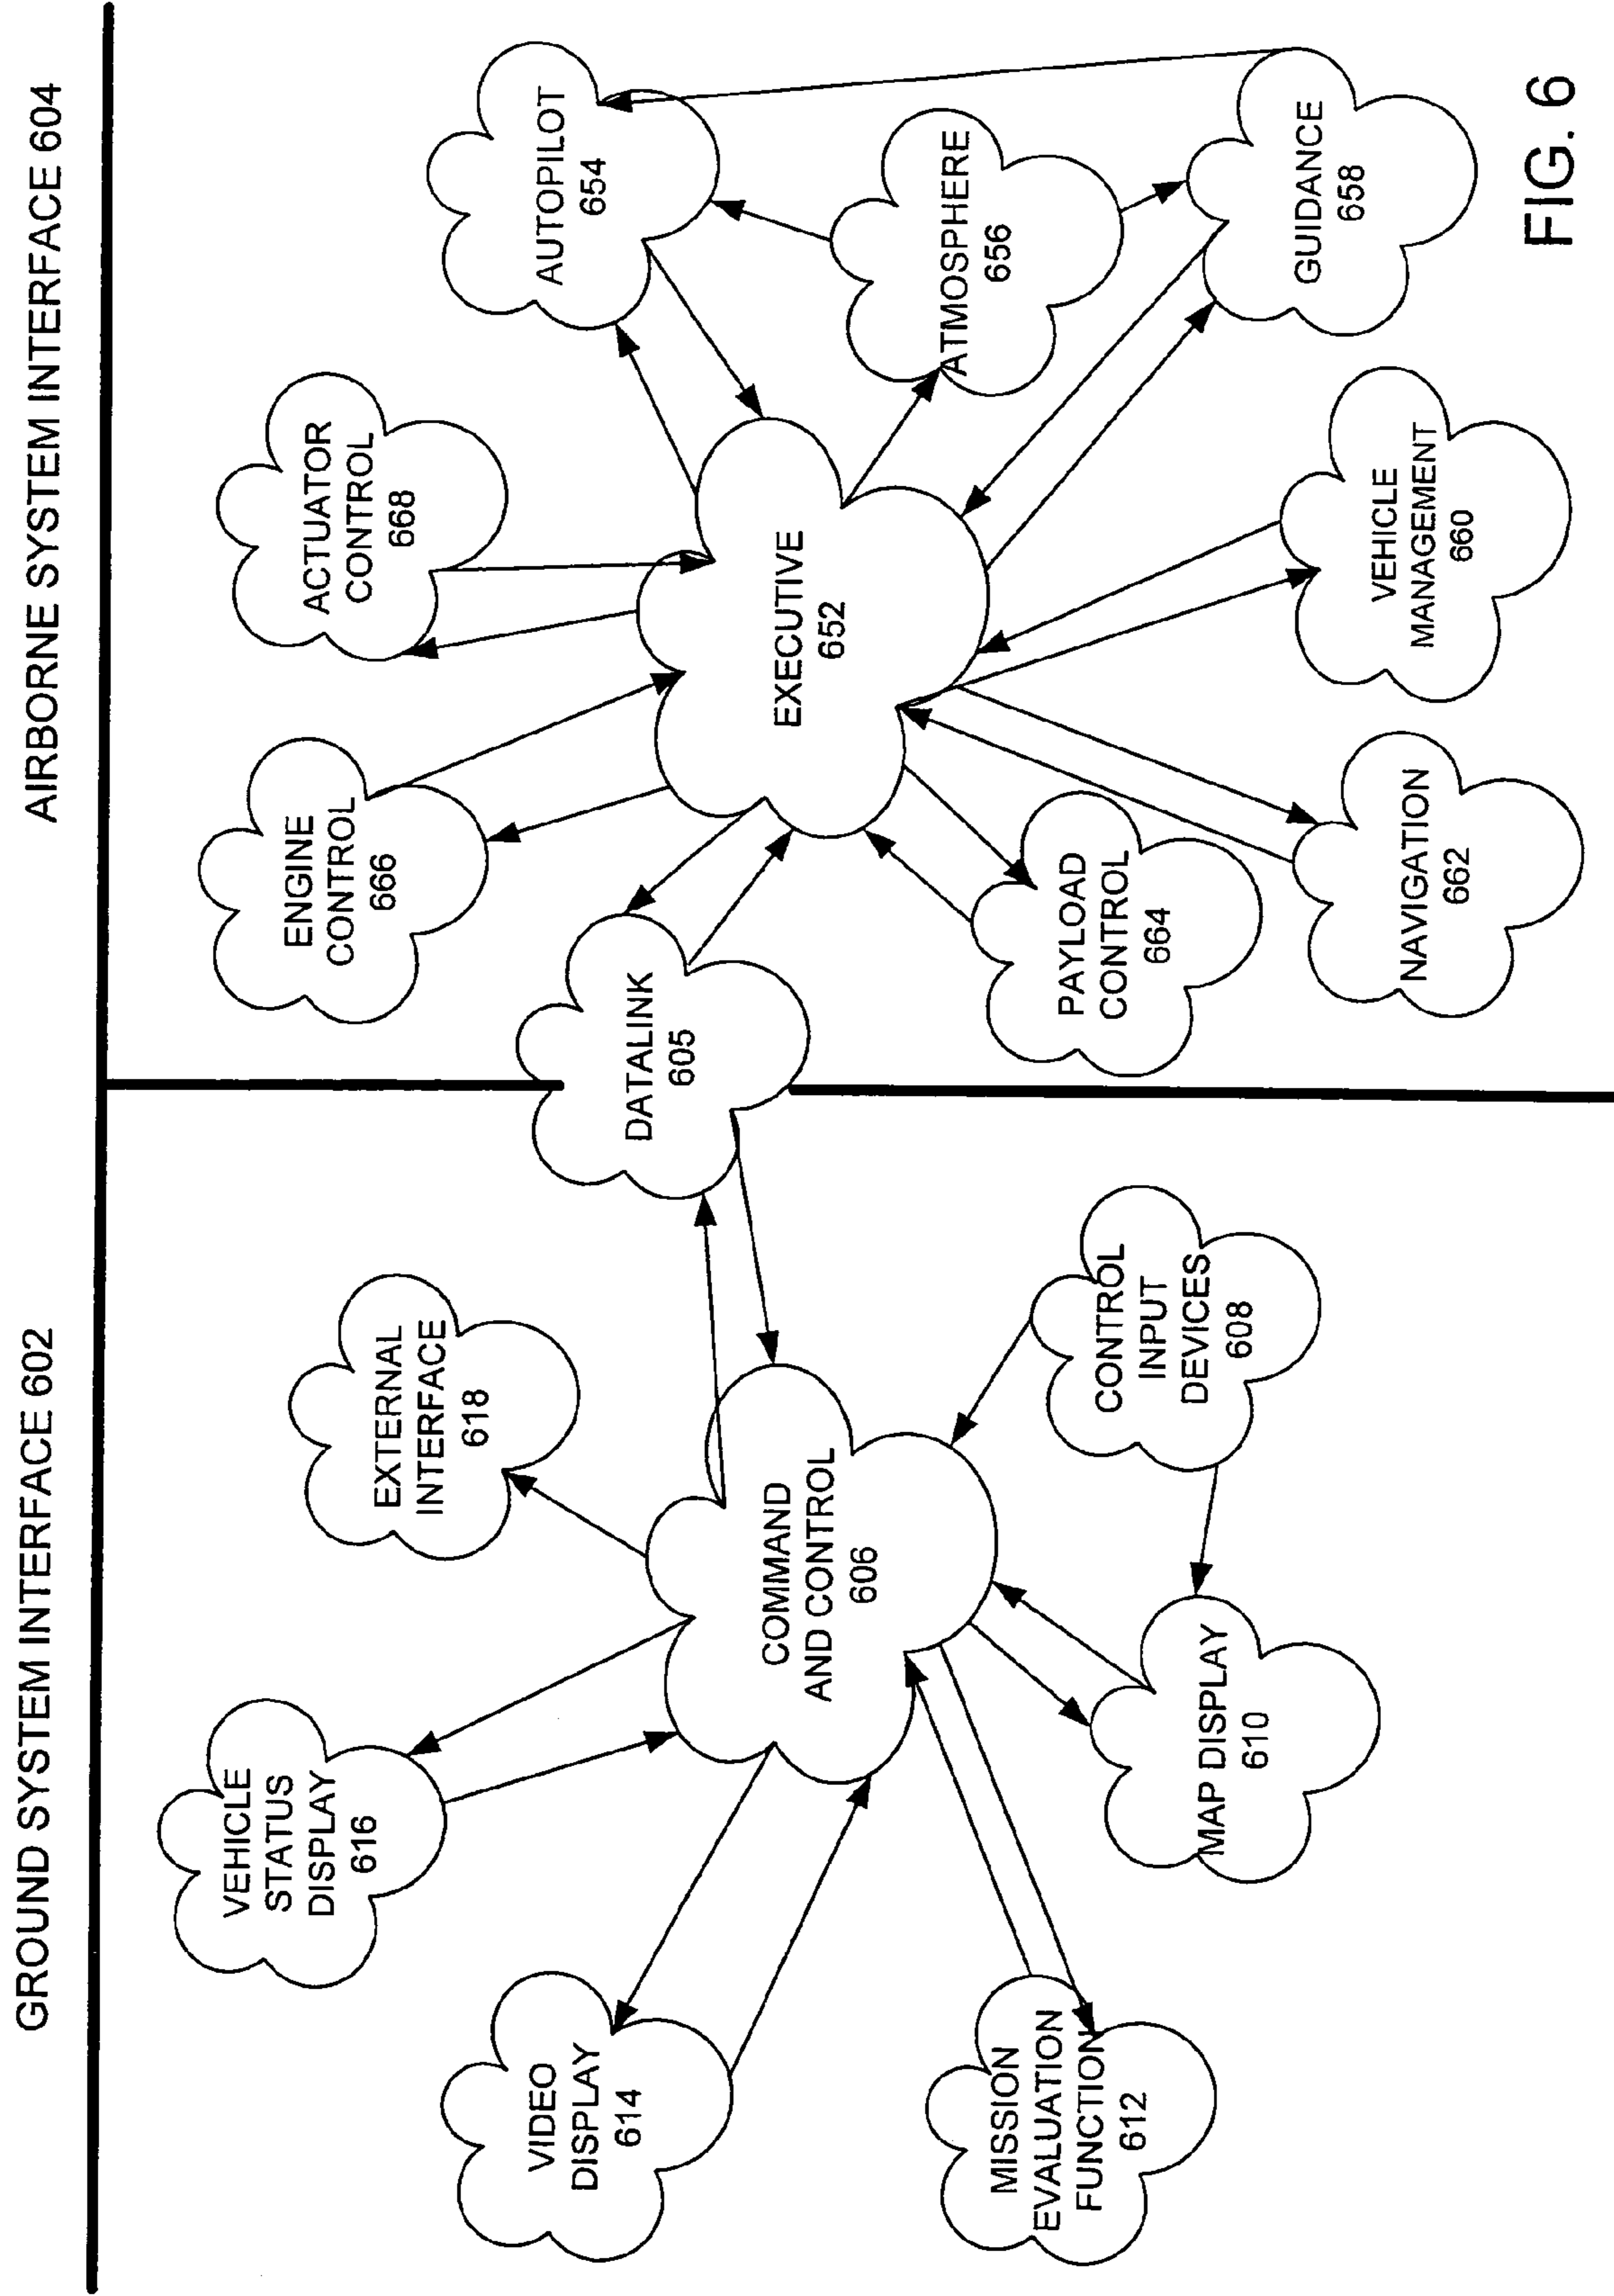 GROUND SYSTEM INTERFACE 602
AIRBORNE SYSTEM INTERFACE 604
VEHICLE
STATUS
DISPLAY
616
EXTERNAL
INTERFACE
618
VIDEO
DISPLAY
614
COMMAND
AND CONTROL
606
MISSION
EVALUATION
FUNCTION
612
MAP DISPLAY
610
CONTROL
INPUT
DEVICES
608
DATALINK
605
ENGINE
CONTROL
666
ACTUATOR
CONTROL
668
AUTOPILOT
654
EXECUTIVE
652
ATMOSPHERE
656
PAYLOAD
CONTROL
664
NAVIGATION
662
VEHICLE
MANAGEMENT
660
GUIDANCE
658
FIG. 6